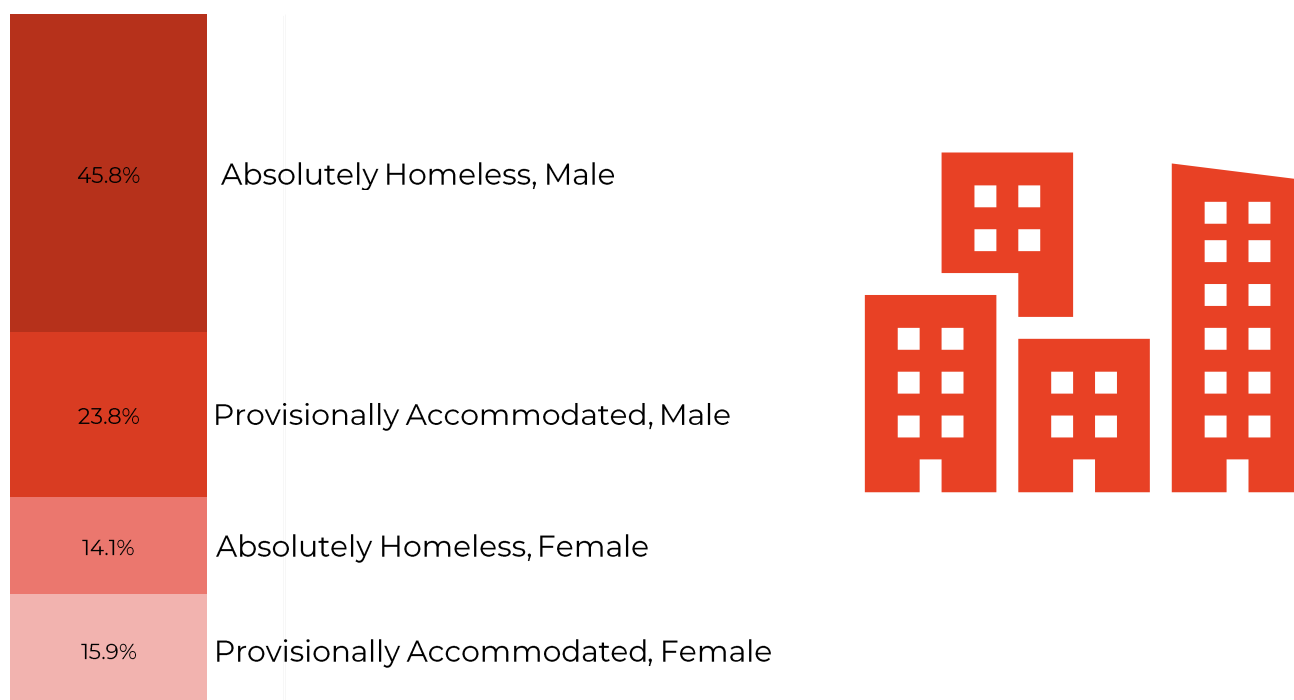 45.8% Absolutely Homeless, Male
23.8% Provisionally Accommodated, Male
14.1% Absolutely Homeless, Female
15.9% Provisionally Accommodated, Female